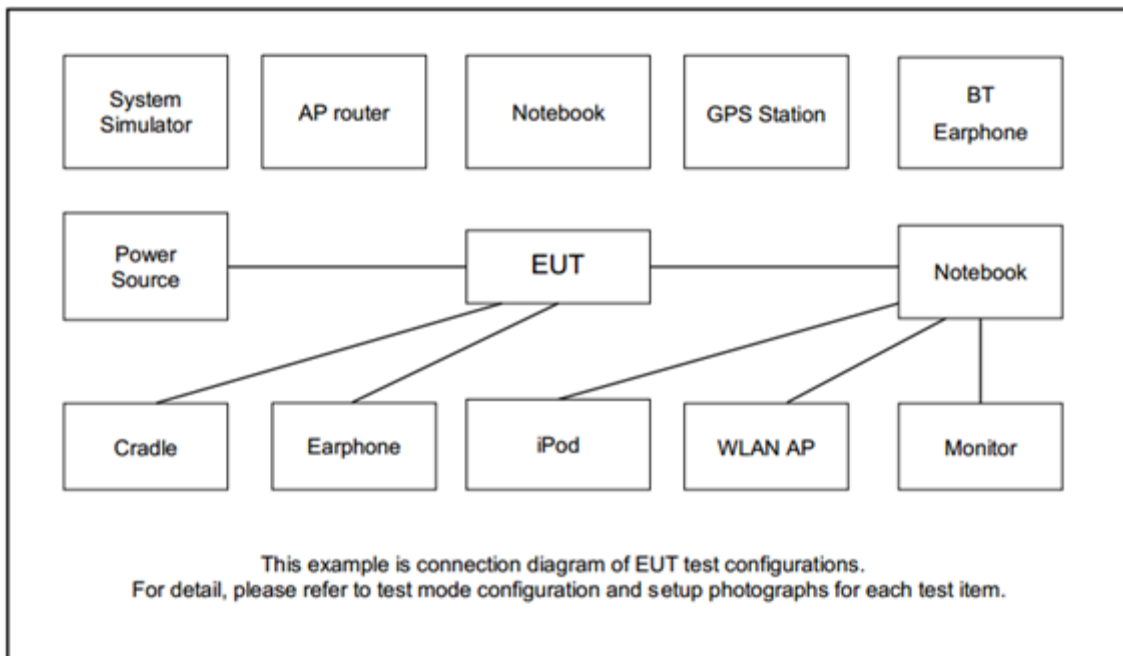 System
Simulator
AP router
Notebook
GPS Station
BT
Earphone
Power
Source
EUT
Notebook
Cradle
Earphone
iPod
WLAN AP
Monitor
This example is connection diagram of EUT test configurations.
For detail, please refer to test mode configuration and setup photographs for each test item.